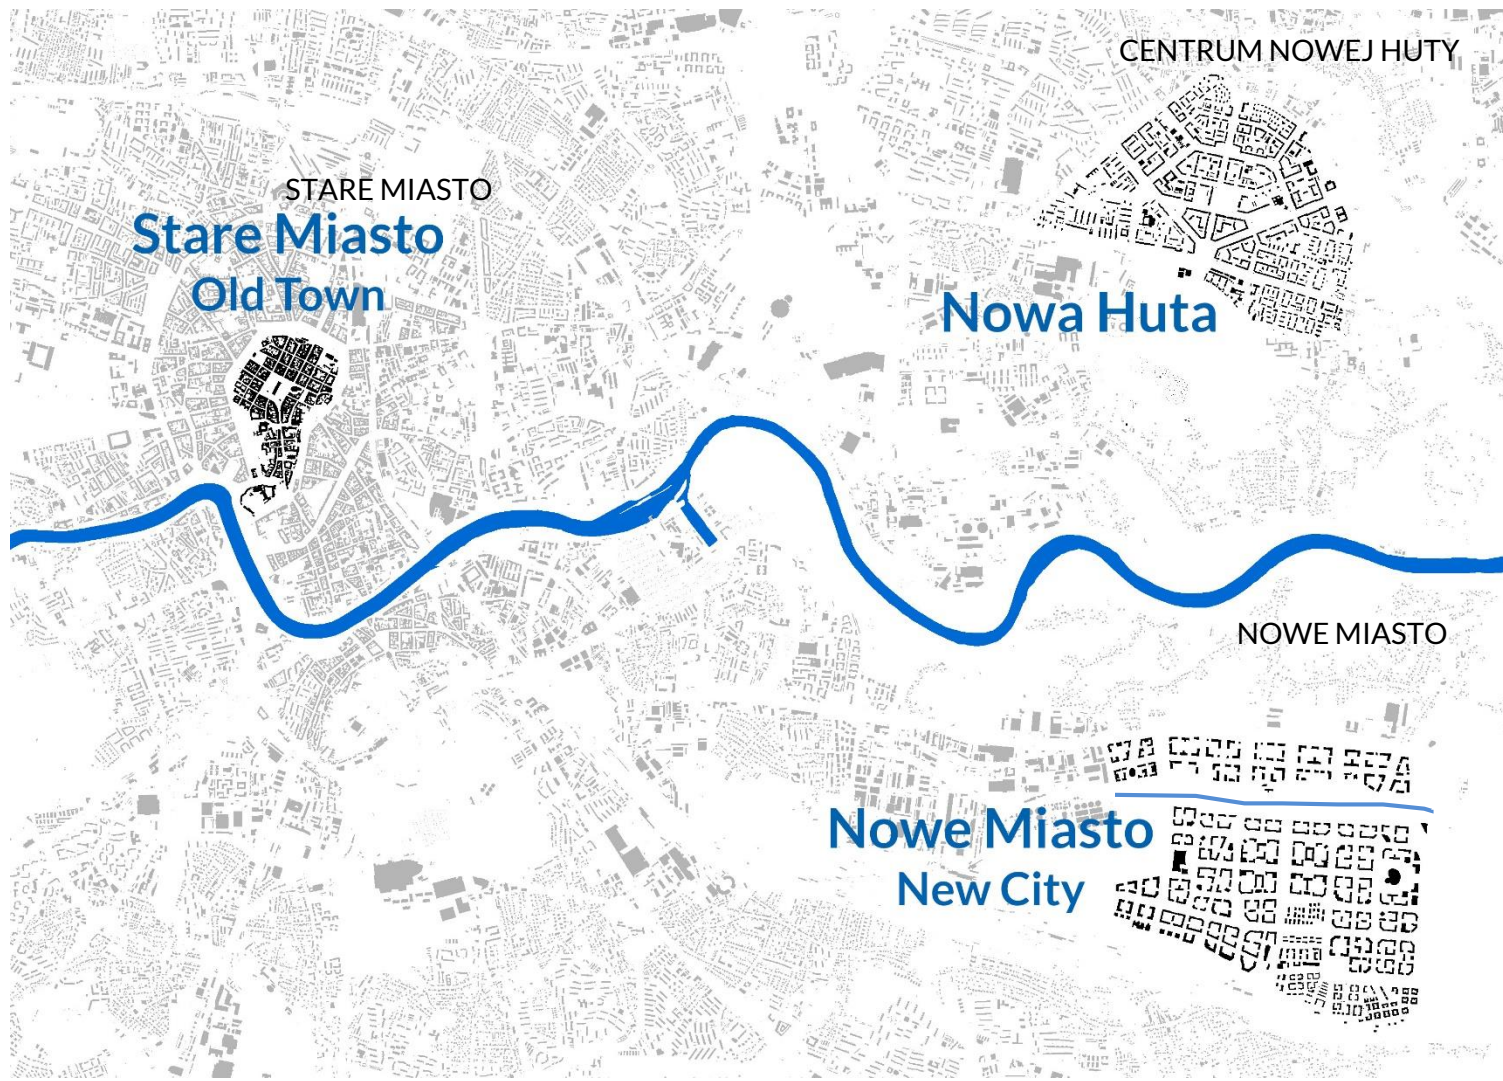 CENTRUM NOWEJ HUTY
STARE MIASTO
Stare Miasto
Old Town
Nowa Huta
NOWE MIASTO
Nowe Miasto
New City